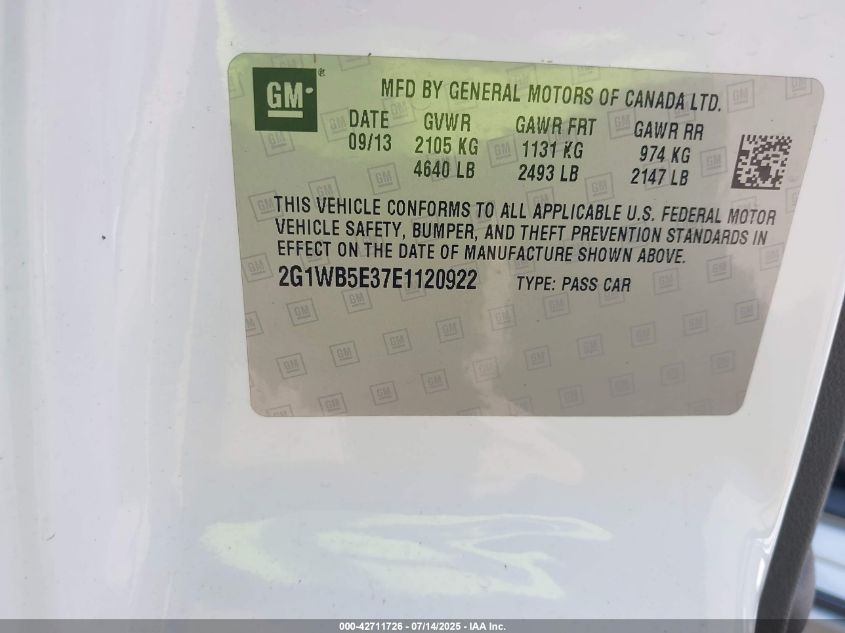 GM
MFD BY GENERAL MOTORS OF CANADA LTD.
DATE GVWR GAWR FRT GAWR RR
09/13 2105 KG 1131 KG 974 KG
4640 LB 2493 LB 2147 LB
THIS VEHICLE CONFORMS TO ALL APPLICABLE U.S. FEDERAL MOTOR
VEHICLE SAFETY, BUMPER, AND THEFT PREVENTION STANDARDS IN
EFFECT ON THE DATE OF MANUFACTURE SHOWN ABOVE.
2G1WB5E37E1120922 TYPE: PASS CAR
000-42711726 - 07/14/2025 - IAA Inc.